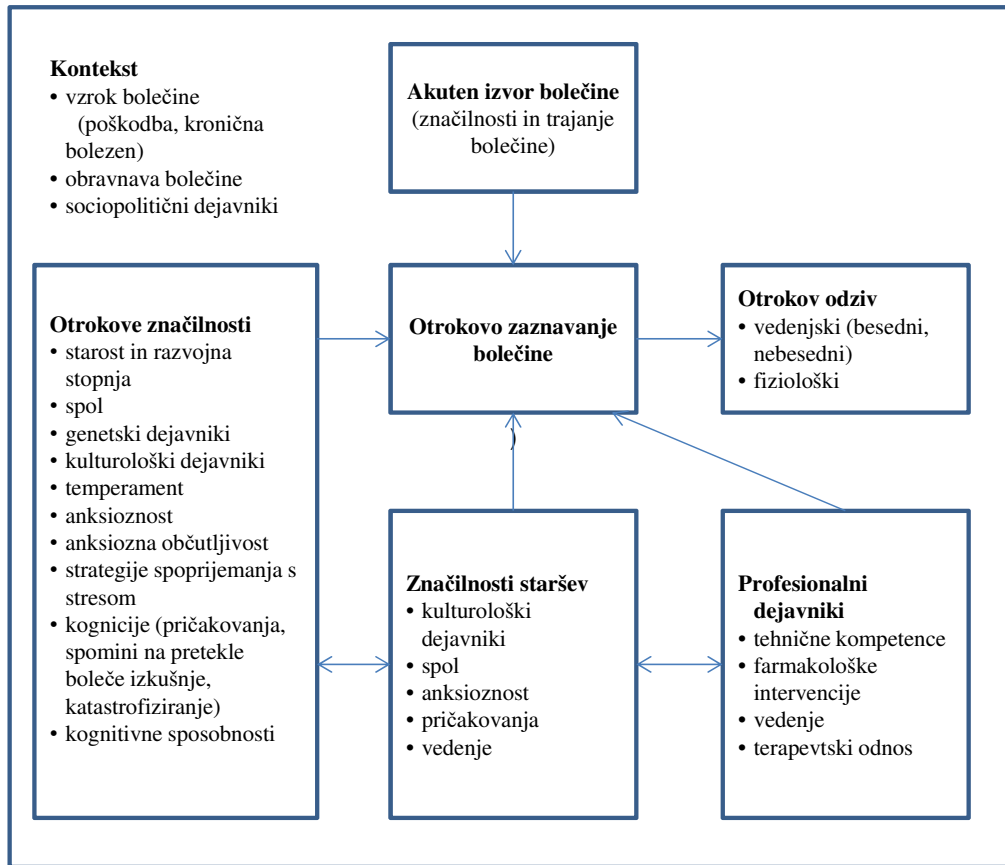 Kontekst
• vzrok bolečine
(poškodba, kronična
bolezen)
• obravnava bolečine
• sociopolitični dejavniki
Akuten izvor bolečine
(značilnosti in trajanje
bolečine)
Otrokove značilnosti
• starost in razvojna
stopnja
• spol
• genetski dejavniki
• kulturološki dejavniki
• temperament
• anksioznost
• anksiozna občutljivost
• strategije spoprijemanja s
stresom
• kognicije (pričakovanja,
spomini na pretekle
boleče izkušnje,
katastrofiziranje)
• kognitivne sposobnosti
Otrokovo zaznavanje
bolečine
Otrokov odziv
• vedenjski (besedni,
nebesedni)
• fiziološki
)
Značilnosti staršev
• kulturološki
dejavniki
• spol
• anksioznost
• pričakovanja
• vedenje
Profesionalni
dejavniki
• tehnične kompetence
• farmakološke
intervencije
• vedenje
• terapevtski odnos